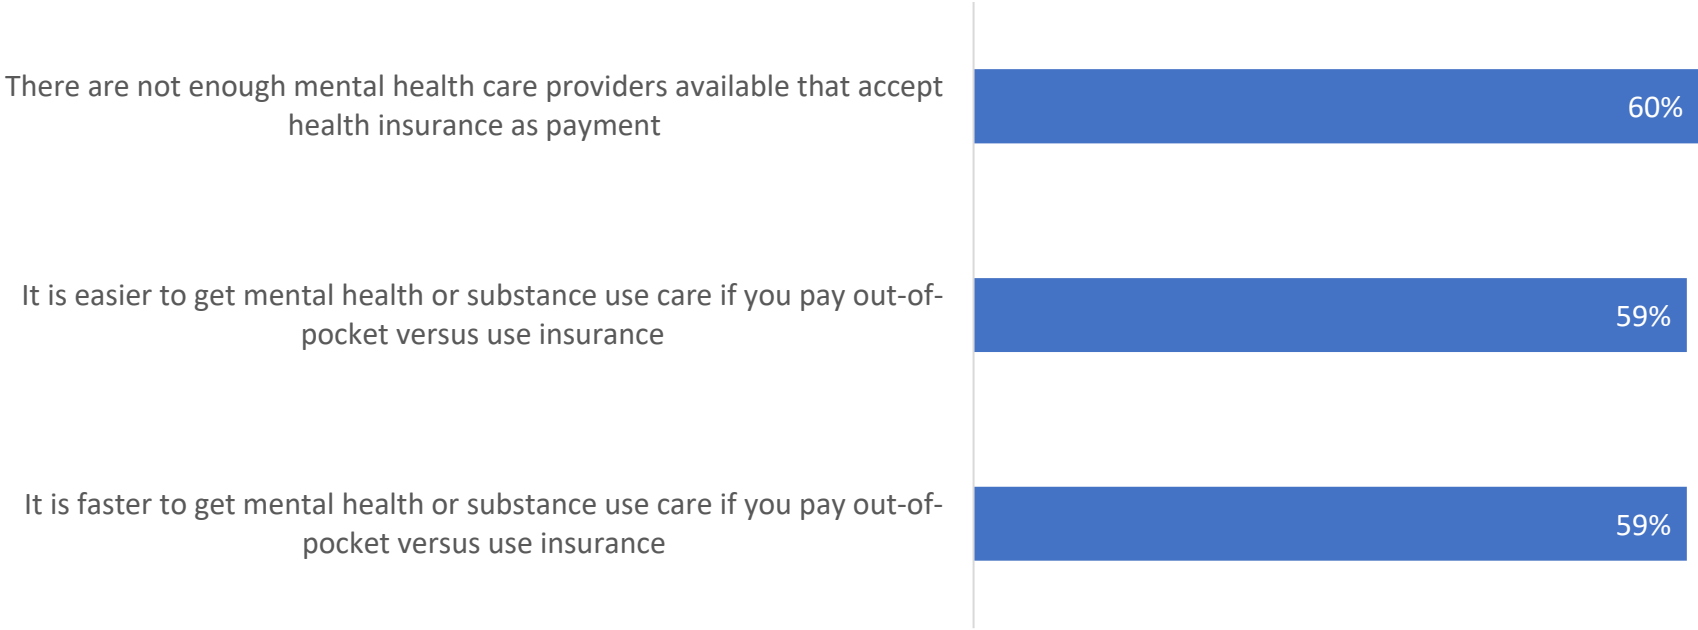 There are not enough mental health care providers available that accept
health insurance as payment
60%
It is easier to get mental health or substance use care if you pay out-of-
pocket versus use insurance
59%
It is faster to get mental health or substance use care if you pay out-of-
pocket versus use insurance
59%